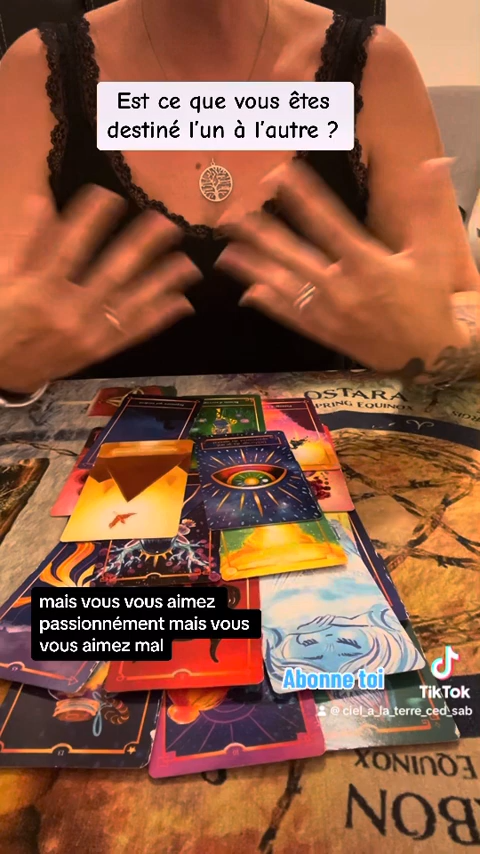 Est ce que vous êtes
destiné l'un à l'autre ?
OSTARA
SPRING EQUINOX
mais vous vous aimez
passionnément mais vous
vous aimez mal
Abonne toi
TikTok
@ ciel_a_la_terre_ced_sab
EQUINOX